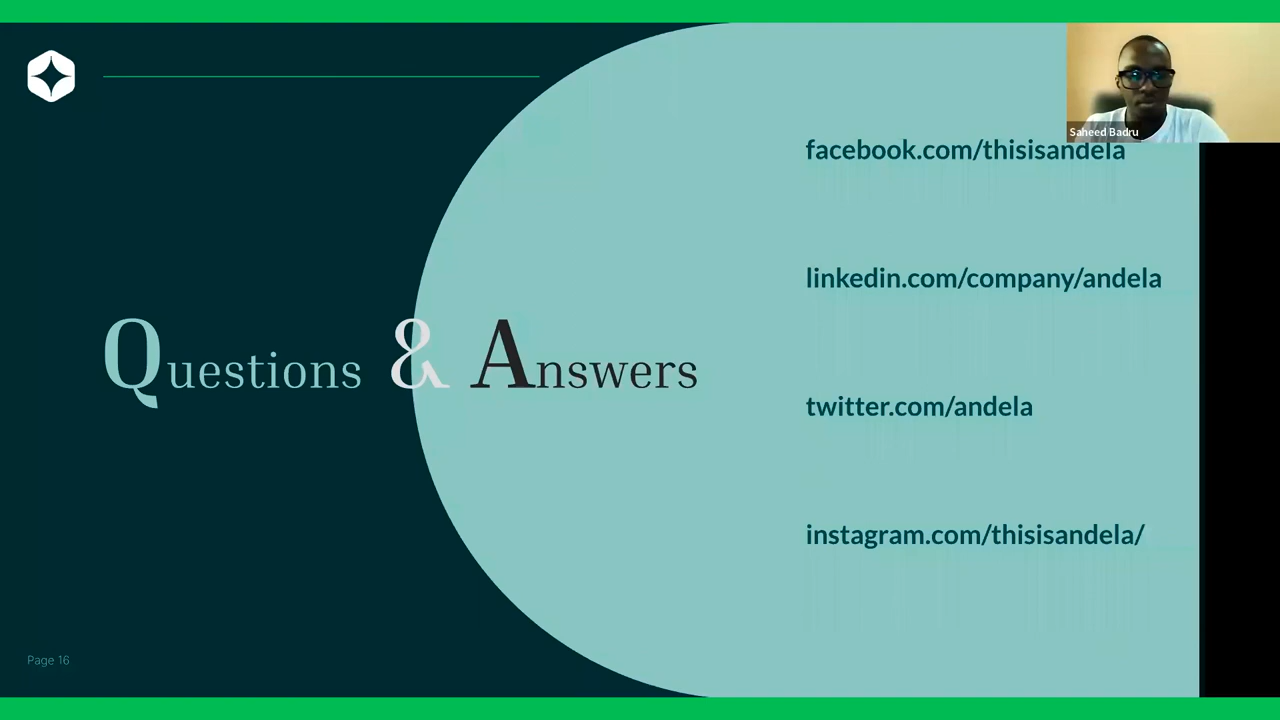 Saheed Badru
facebook.com/thisisandela
linkedin.com/company/andela
Questions & Answers
twitter.com/andela
instagram.com/thisisandela/
Page 16